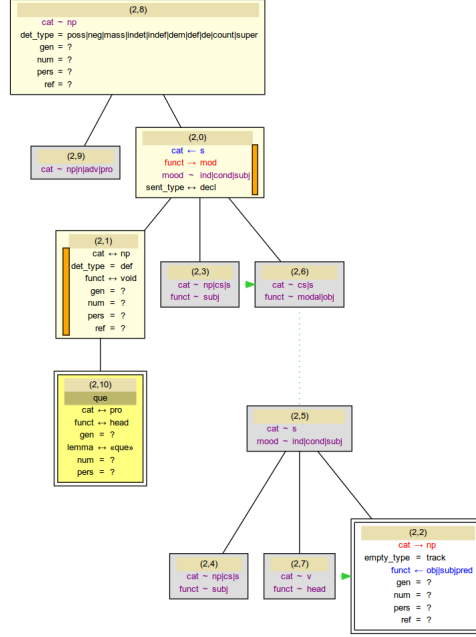 (2,8)
cat ~ np
det_type = poss|neg|mass|indet|indef|dem|def|de|count|super
gen = ?
num = ?
pers = ?
ref = ?
(2,9)
cat ~ np|n|adv|pro
(2,0)
cat ← s
funct → mod
mood ~ ind|cond|subj
sent_type ↔ decl
(2,1)
cat ↔ np
det_type = def
funct ↔ void
gen = ?
num = ?
pers = ?
ref = ?
(2,3)
cat ~ np|cs|s
funct ~ subj
(2,6)
cat ~ cs|s
funct ~ modal|obj
(2,10)
que
cat ↔ pro
funct ↔ head
gen = ?
lemma ↔ «que»
num = ?
pers = ?
(2,5)
cat ~ s
mood ~ ind|cond|subj
(2,4)
cat ~ np|cs|s
funct ~ subj
(2,7)
cat ~ v
funct ~ head
(2,2)
cat → np
empty_type = track
funct ← obj|subjpred
gen = ?
num = ?
pers = ?
ref = ?